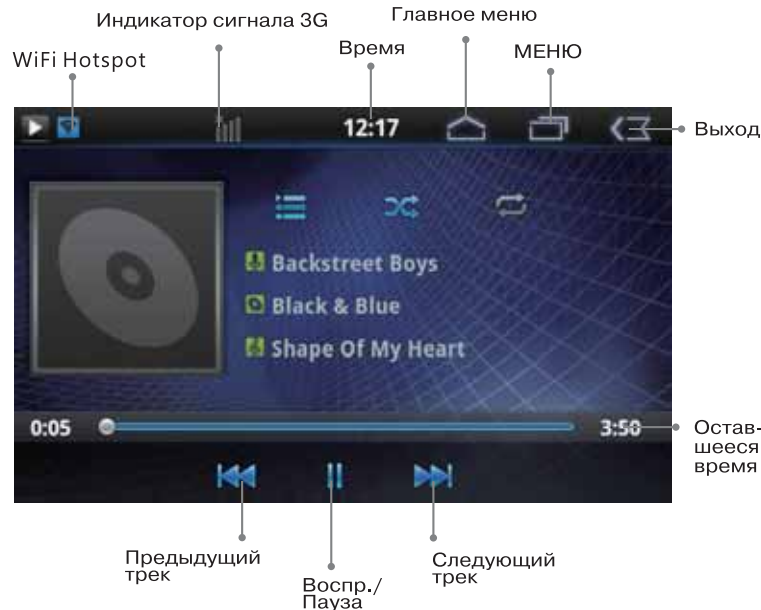 Индикатор сигнала 3G
Главное меню
Время
МЕНЮ
WiFi Hotspot
12:17
Выход
Backstreet Boys
Black & Blue
Shape Of My Heart
0:05
3:50
Остав-
шееся
время
Предыдущий
трек
Воспр./
Пауза
Следующий
трек